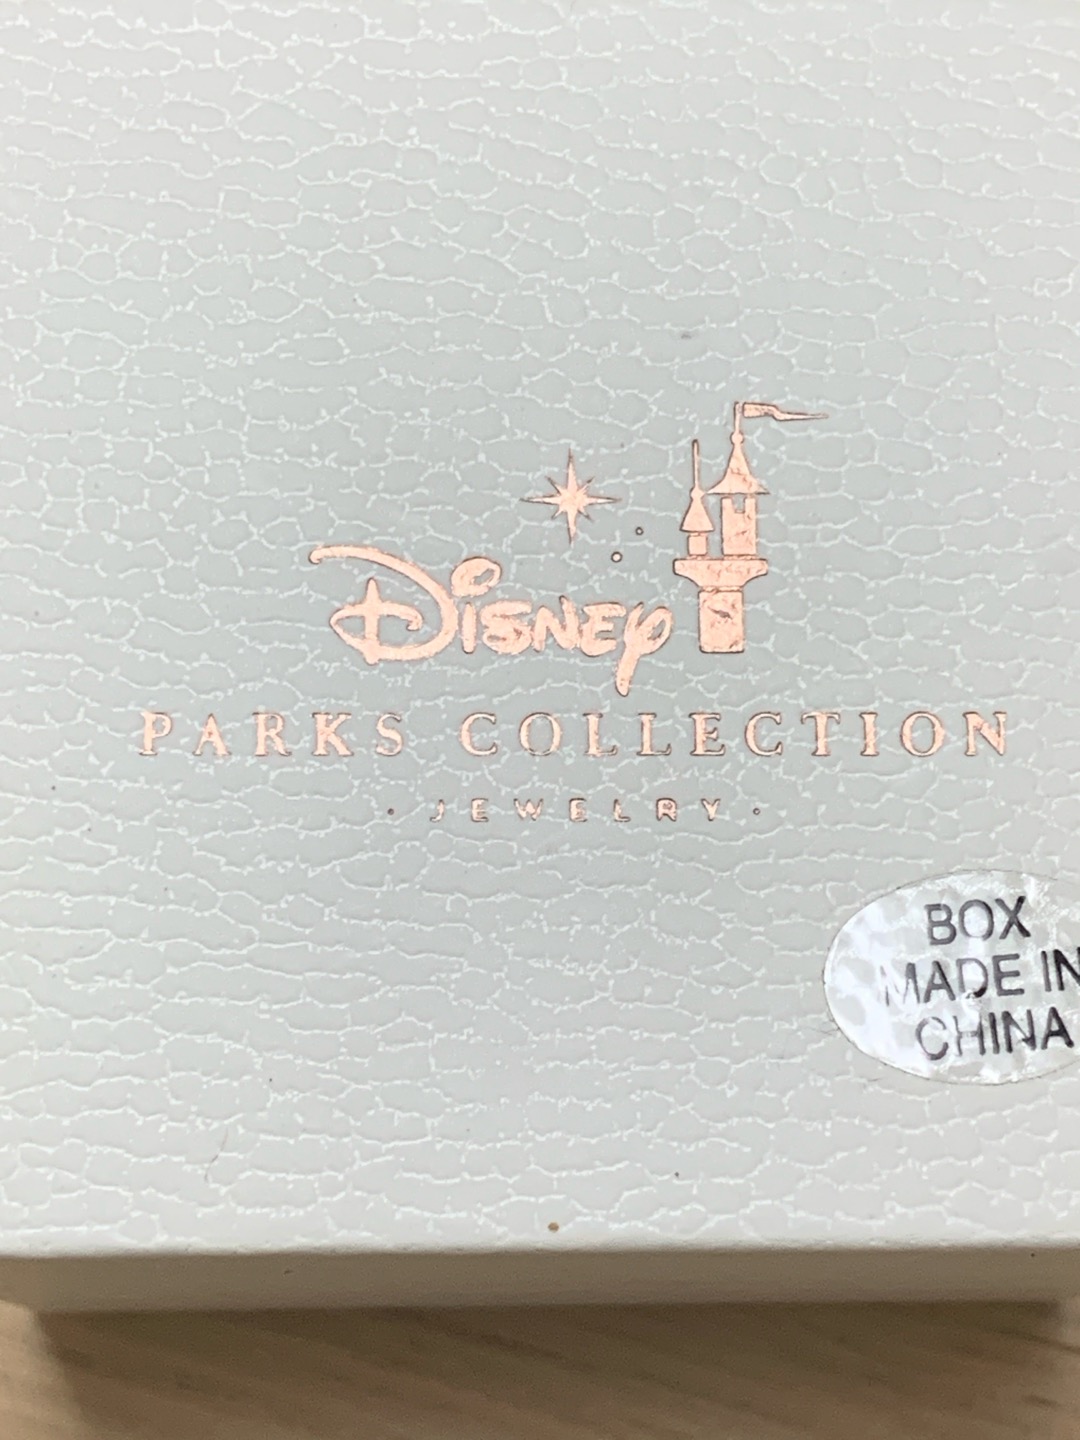 Disney
PARKS COLLECTION
· JEWELRY ·
BOX
MADE IN
CHINA